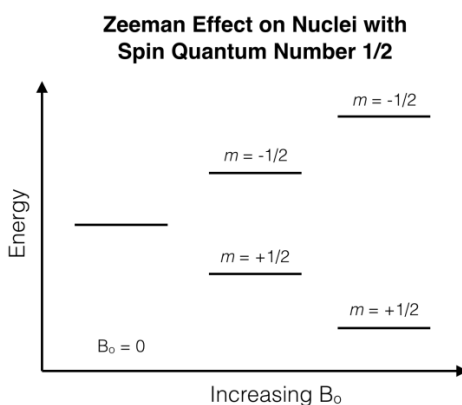 Zeeman Effect on Nuclei with
Spin Quantum Number 1/2
m = -1/2
m = -1/2
Energy
m = +1/2
m = +1/2
Bₒ = 0
Increasing Bₒ